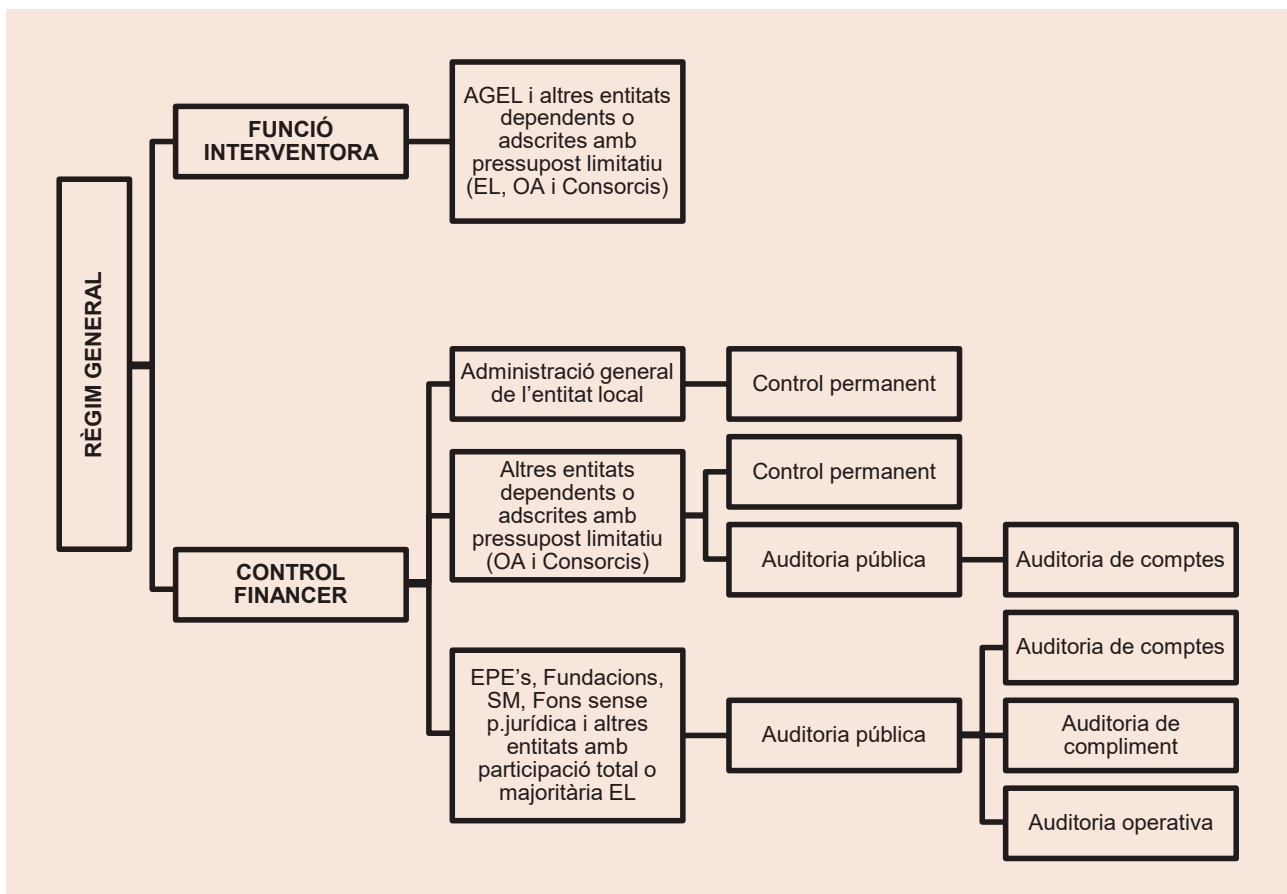 RÈGIM GENERAL
FUNCIÓ
INTERVENTORA
AGEL i altres entitats
dependents o
adscrites amb
pressupost limitatiu
(EL, OA i Consorcis)
CONTROL
FINANCER
Administració general
de l’entitat local
Control permanent
Altres entitats
dependents o
adscrites amb
pressupost limitatiu
(OA i Consorcis)
Control permanent
Auditoria pública
Auditoria de comptes
EPE’s, Fundacions,
SM, Fons sense
p.jurídica i altres
entitats amb
participació total o
majoritària EL
Auditoria pública
Auditoria de comptes
Auditoria de
compliment
Auditoria operativa